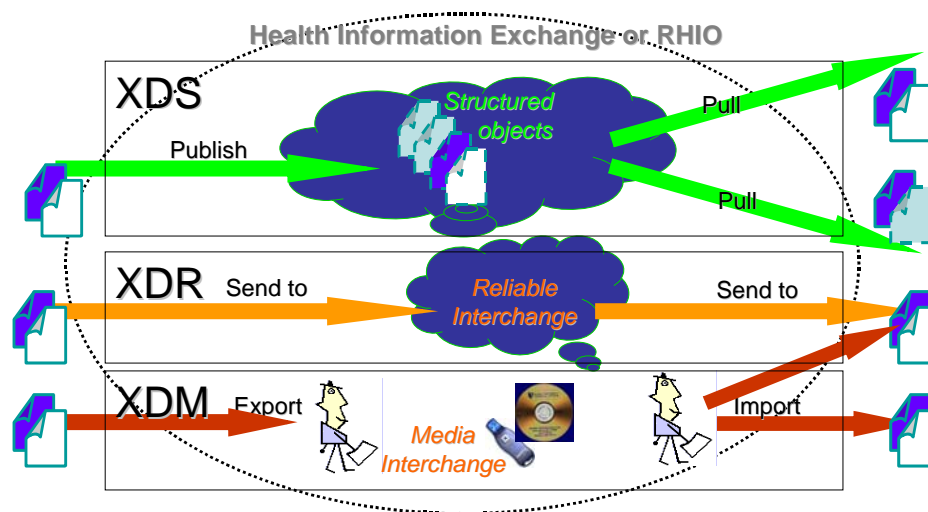 Health Information Exchange or RHIO
XDS
Structured
objects
Publish
Pull
Pull
XDR
Send to
Reliable
Interchange
Send to
XDM
Export
Media
Interchange
Import